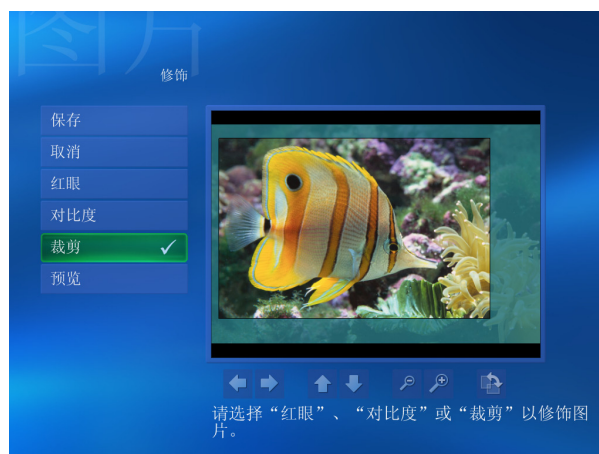 图片
修饰
保存
取消
红眼
对比度
裁剪
预览
请选择“红眼”、“对比度”或“裁剪”以修饰图
片。